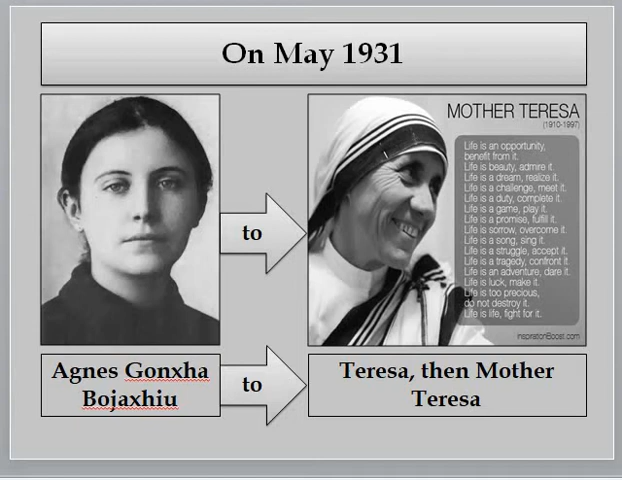 On May 1931
MOTHER TERESA
(1910-1997)
Life is an opportunity,
benefit from it.
Life is beauty, admire it.
Life is a dream, realize it.
Life is a challenge, meet it.
Life is a duty, complete it.
Life is a game, play it.
Life is a promise, fulfill it.
Life is sorrow, overcome it.
Life is a song, sing it.
Life is a struggle, accept it.
Life is a tragedy, confront it.
Life is an adventure, dare it.
Life is luck, make it.
Life is too precious,
do not destroy it.
Life is life, fight for it.
InspirationBoost.com
to
Agnes Gonxha
Bojaxhiu
to
Teresa, then Mother
Teresa